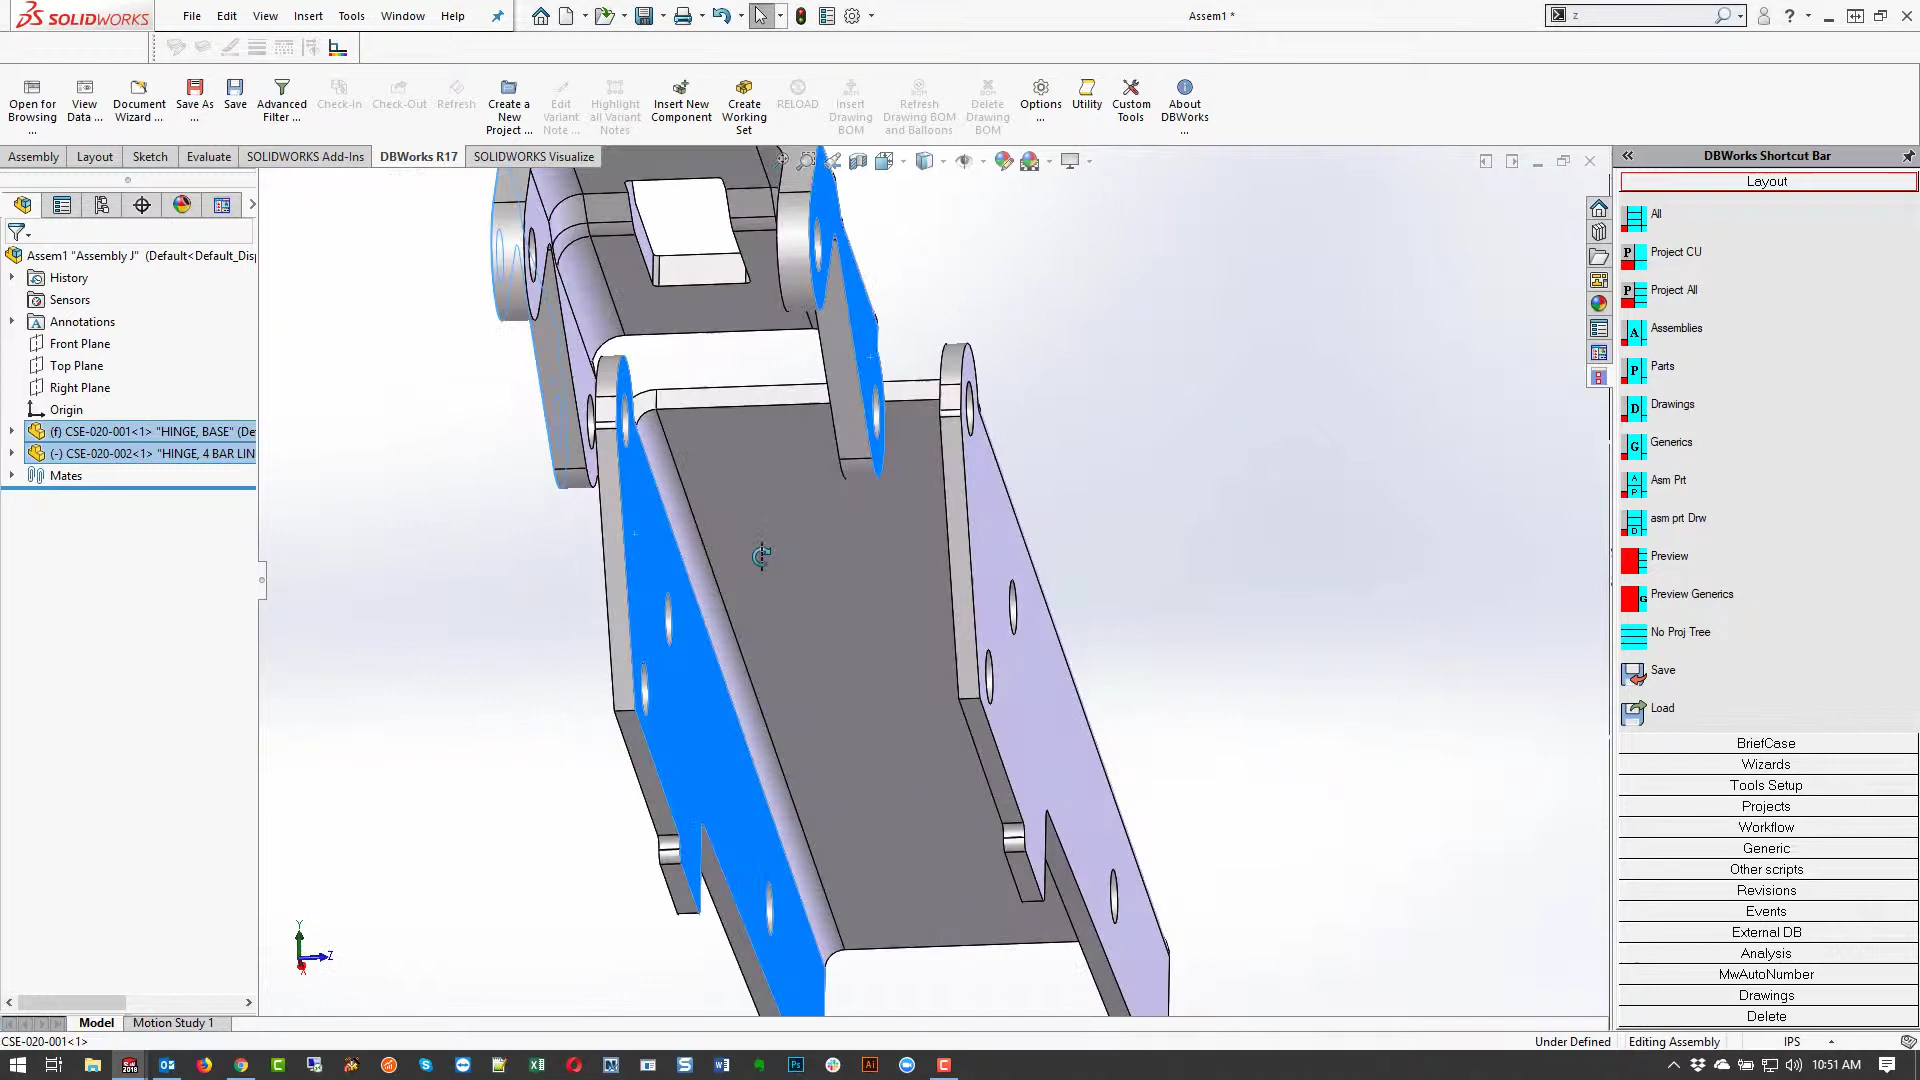 SOLIDWORKS File Edit View Insert Tools Window Help Assem1 * z ?
Open for Browsing ...
View Data ...
Document Wizard ...
Save As ...
Save
Advanced Filter ...
Check-In
Check-Out
Refresh
Create a New Project ...
Edit Variant Note ...
Highlight all Variant Notes
Insert New Component
Create Working Set
RELOAD
Insert Drawing BOM
Refresh Drawing BOM and Balloons
Delete Drawing BOM
Options ...
Utility
Custom Tools
About DBWorks ...
Assembly Layout Sketch Evaluate SOLIDWORKS Add-Ins DBWorks R17 SOLIDWORKS Visualize
Assem1 "Assembly J" (Default<Default_Disp
History
Sensors
Annotations
Front Plane
Top Plane
Right Plane
Origin
(f) CSE-020-001<1> "HINGE, BASE" (De
(-) CSE-020-002<1> "HINGE, 4 BAR LIN
Mates
Y
Z
X
DBWorks Shortcut Bar
Layout
All
Project CU
Project All
Assemblies
Parts
Drawings
Generics
Asm Prt
asm prt Drw
Preview
Preview Generics
No Proj Tree
Save
Load
BriefCase
Wizards
Tools Setup
Projects
Workflow
Generic
Other scripts
Revisions
Events
External DB
Analysis
MwAutoNumber
Drawings
Delete
Model Motion Study 1
CSE-020-001<1> Under Defined Editing Assembly IPS
10:51 AM